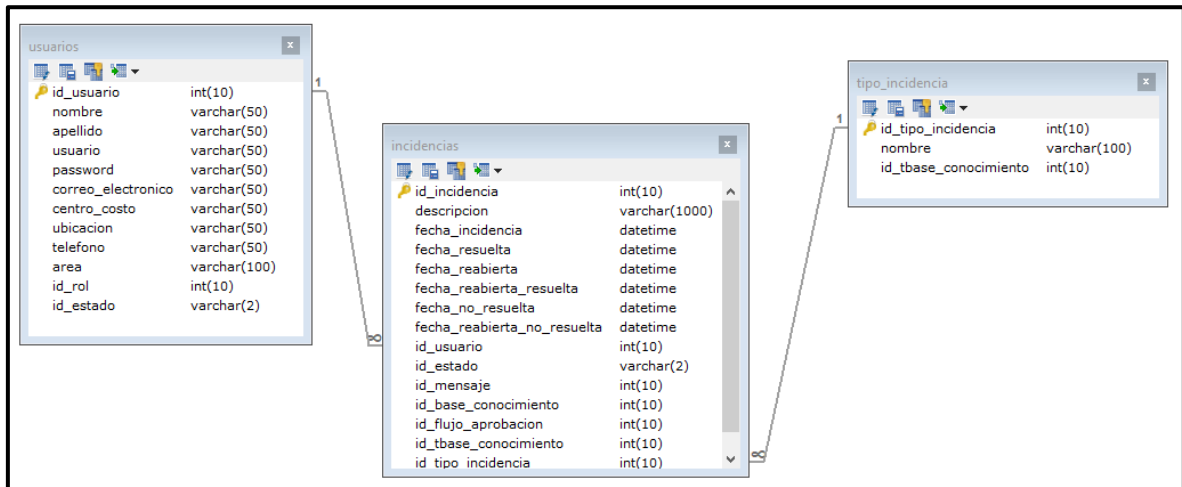 usuarios
id_usuario int(10)
nombre varchar(50)
apellido varchar(50)
usuario varchar(50)
password varchar(50)
correo_electronico varchar(50)
centro_costo varchar(50)
ubicacion varchar(50)
telefono varchar(50)
area varchar(100)
id_rol int(10)
id_estado varchar(2)
1
∞
incidencias
id_incidencia int(10)
descripcion varchar(1000)
fecha_incidencia datetime
fecha_resuelta datetime
fecha_reabierta datetime
fecha_reabierta_resuelta datetime
fecha_no_resuelta datetime
fecha_reabierta_no_resuelta datetime
id_usuario int(10)
id_estado varchar(2)
id_mensaje int(10)
id_base_conocimiento int(10)
id_flujo_aprobacion int(10)
id_tbase_conocimiento int(10)
id_tipo_incidencia int(10)
∞
1
tipo_incidencia
id_tipo_incidencia int(10)
nombre varchar(100)
id_tbase_conocimiento int(10)